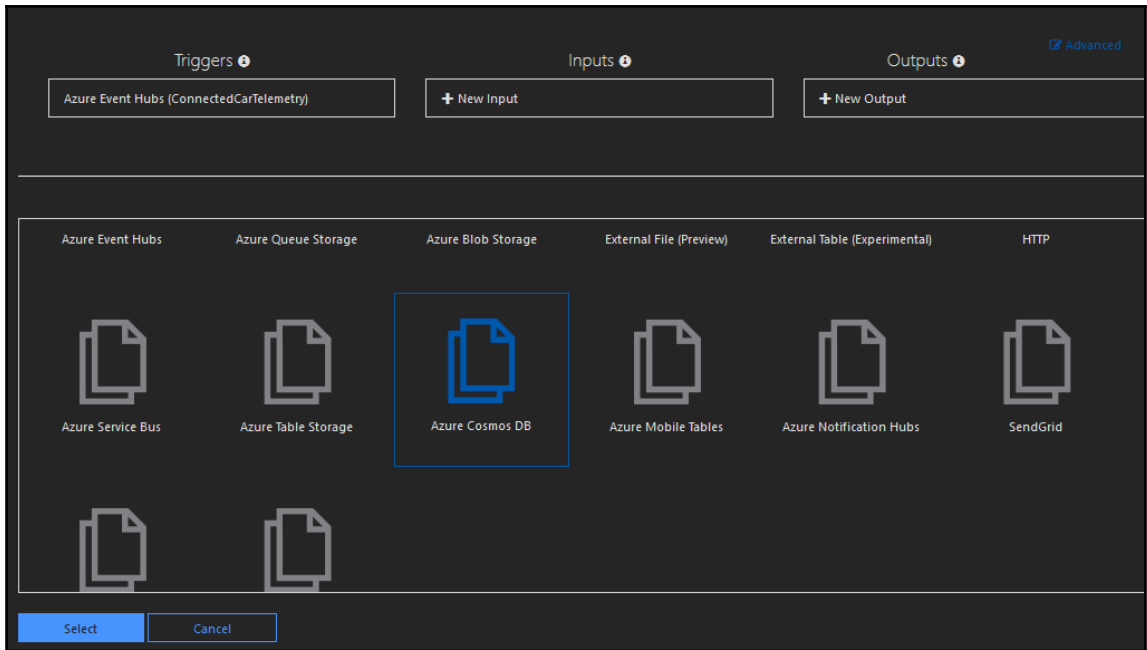 Advanced
Triggers
Inputs
Outputs
Azure Event Hubs (ConnectedCarTelemetry)
+ New Input
+ New Output
Azure Event Hubs
Azure Queue Storage
Azure Blob Storage
External File (Preview)
External Table (Experimental)
HTTP
Azure Service Bus
Azure Table Storage
Azure Cosmos DB
Azure Mobile Tables
Azure Notification Hubs
SendGrid
Select
Cancel